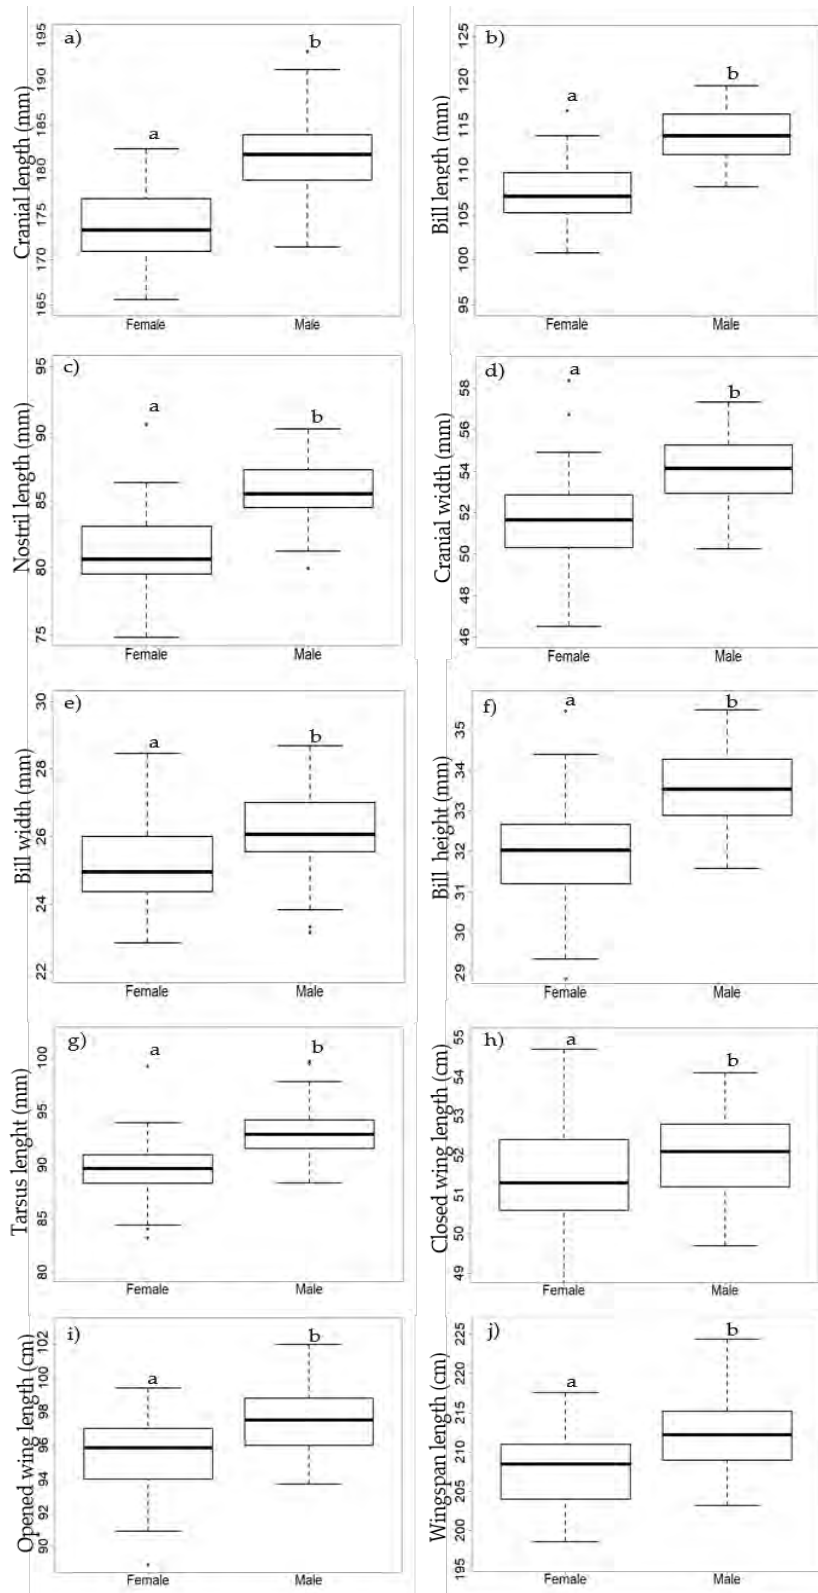 a)
Cranial length (mm)
195
190
185
180
175
170
165
a
b
Female
Male
b)
Bill length (mm)
125
120
115
110
105
100
95
a
b
Female
Male
c)
Nostril length (mm)
95
90
85
80
75
a
b
Female
Male
d)
Cranial width (mm)
58
56
54
52
50
48
46
a
b
Female
Male
e)
Bill width (mm)
30
28
26
24
22
a
b
Female
Male
f)
Bill height (mm)
35
34
33
32
31
30
29
a
b
Female
Male
g)
Tarsus lenght (mm)
100
95
90
85
80
a
b
Female
Male
h)
Closed wing length (cm)
55
54
53
52
51
50
49
a
b
Female
Male
i)
Opened wing length (cm)
102
100
98
96
94
92
90
a
b
Female
Male
j)
Wingspan length (cm)
225
220
215
210
205
200
195
a
b
Female
Male